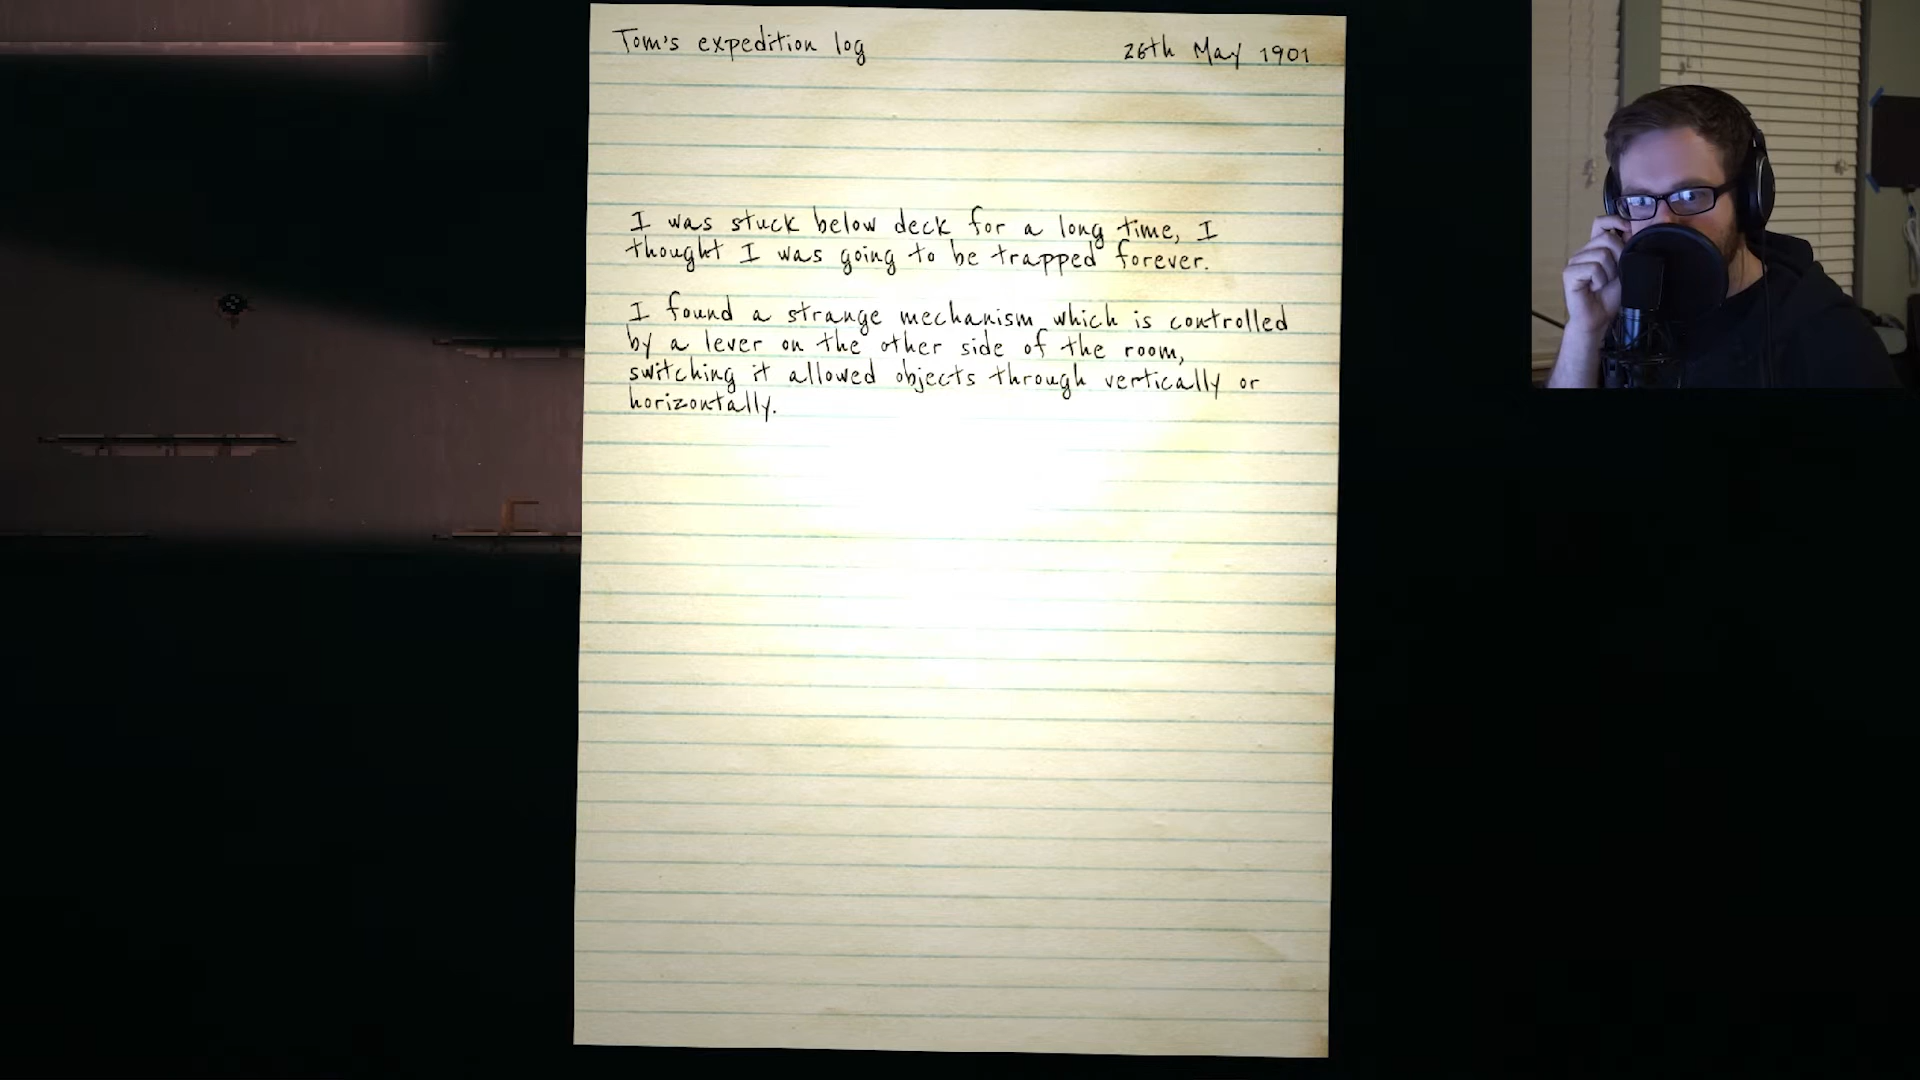 Tom's expedition log
26th May 1901
I was stuck below deck for a long time, I
thought I was going to be trapped forever.
I found a strange mechanism which is controlled
by a lever on the other side of the room,
switching it allowed objects through vertically or
horizontally.